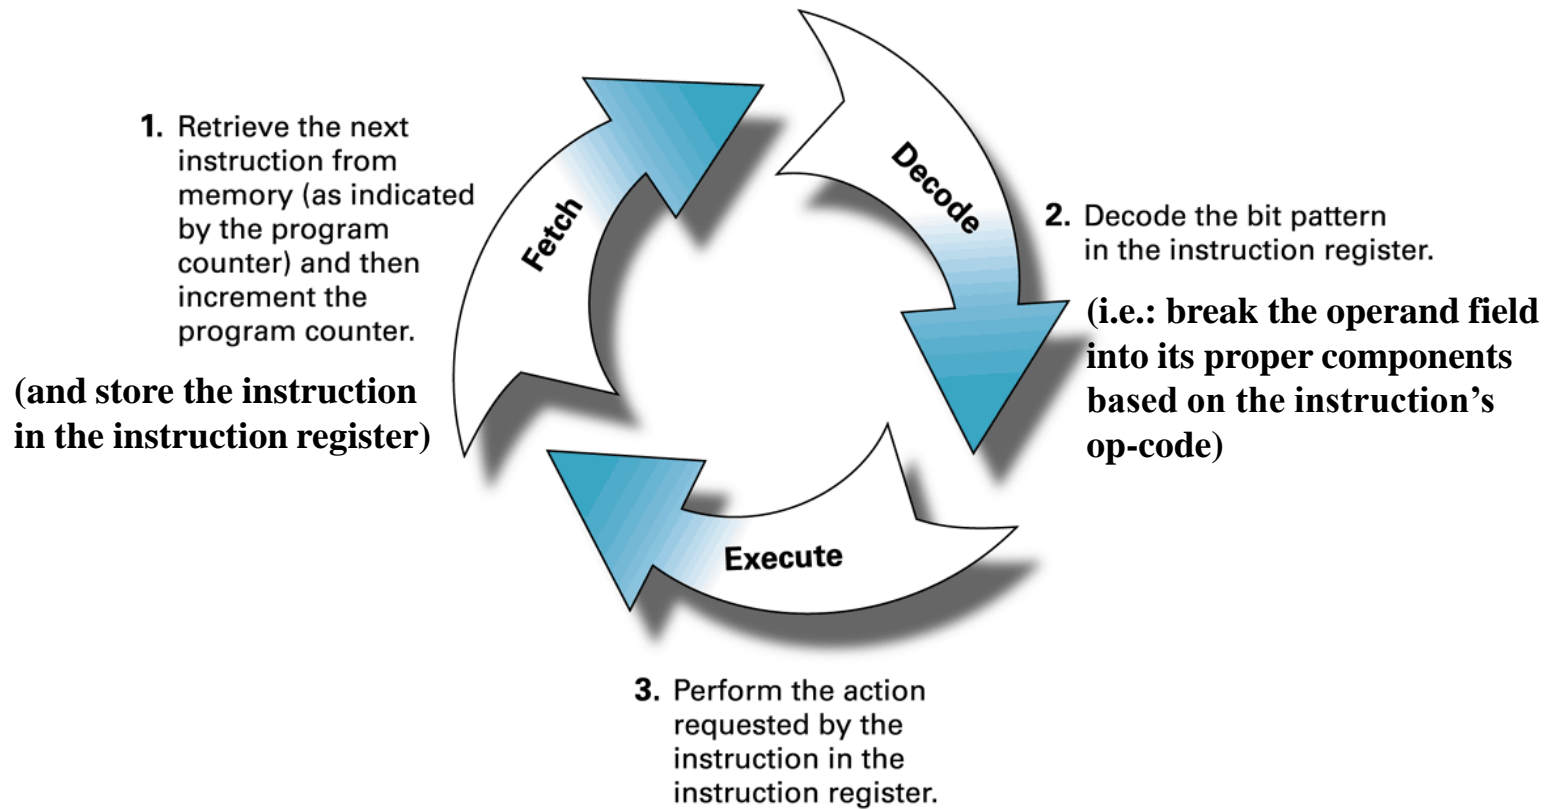 1. Retrieve the next
instruction from
memory (as indicated
by the program
counter) and then
increment the
program counter.
(and store the instruction
in the instruction register)
Fetch
Decode
2. Decode the bit pattern
in the instruction register.
(i.e.: break the operand field
into its proper components
based on the instruction’s
op-code)
Execute
3. Perform the action
requested by the
instruction in the
instruction register.